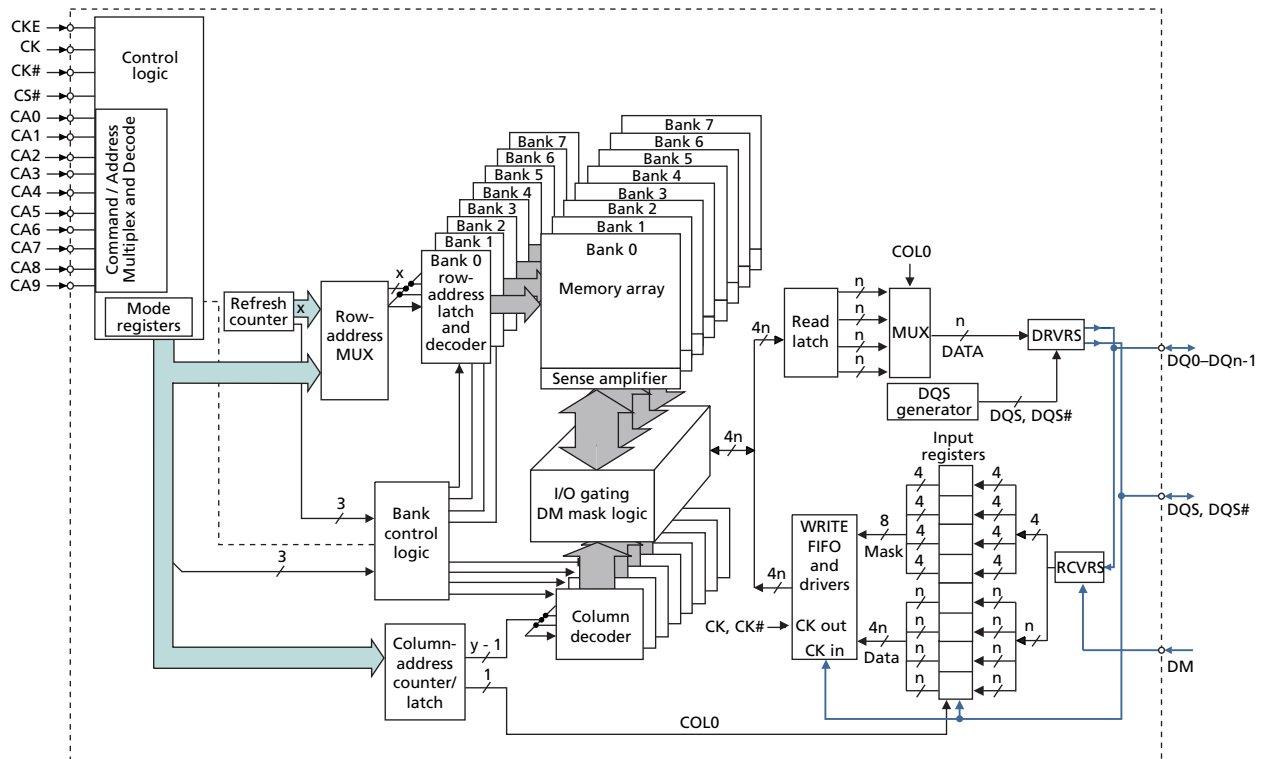 CKE
CK
CK#
CS#
CA0
CA1
CA2
CA3
CA4
CA5
CA6
CA7
CA8
CA9
Control
logic
Command / Address
Multiplex and Decode
Mode
registers
Refresh
counter
x
Row-
address
MUX
x
Bank 7
Bank 6
Bank 5
Bank 4
Bank 3
Bank 2
Bank 1
Bank 0
row-
address
latch
and
decoder
Bank 7
Bank 6
Bank 5
Bank 4
Bank 3
Bank 2
Bank 1
Bank 0
Memory array
Sense amplifier
3
3
Bank
control
logic
I/O gating
DM mask logic
Column
decoder
Column-
address
counter/
latch
y - 1
1
COL0
4n
4n
4n
Read
latch
n
n
n
n
COL0
MUX
n
DATA
DRVRS
DQS
generator
DQS, DQS#
DQ0–DQn-1
DQS, DQS#
DM
Input
registers
4
4
4
4
n
n
n
n
4
4
4
4
n
n
n
n
4
n
RCVRS
8
Mask
4n
Data
WRITE
FIFO
and
drivers
CK out
CK in
CK, CK#